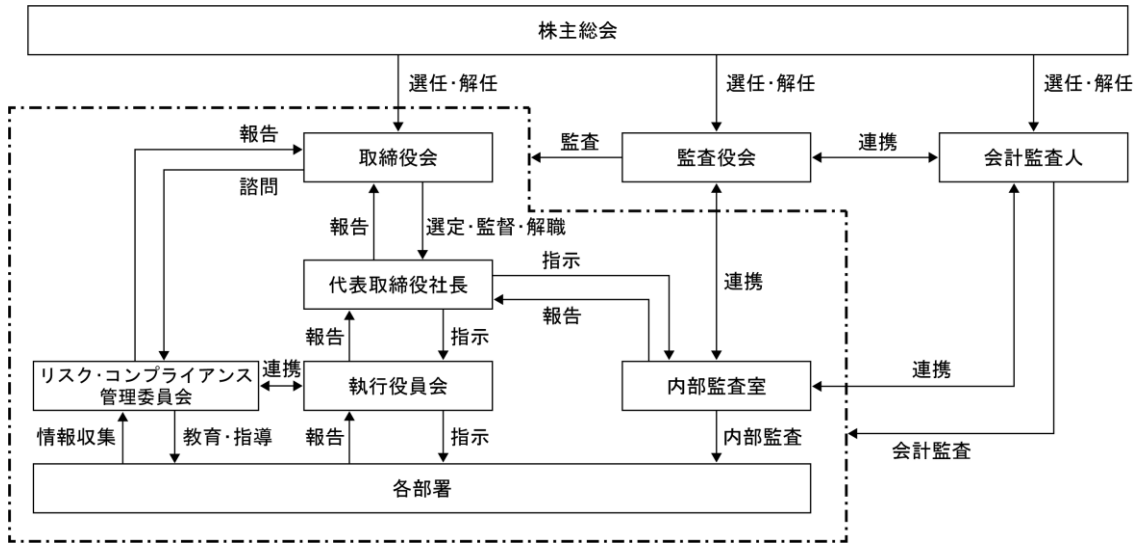 株主総会
選任・解任
選任・解任
選任・解任
報告
取締役会
監査
監査役会
連携
会計監査人
諮問
報告
選定・監督・解職
指示
代表取締役社長
連携
報告
報告
指示
リスク・コンプライアンス
管理委員会
連携
執行役員会
内部監査室
連携
情報収集
教育・指導
報告
指示
内部監査
会計監査
各部署